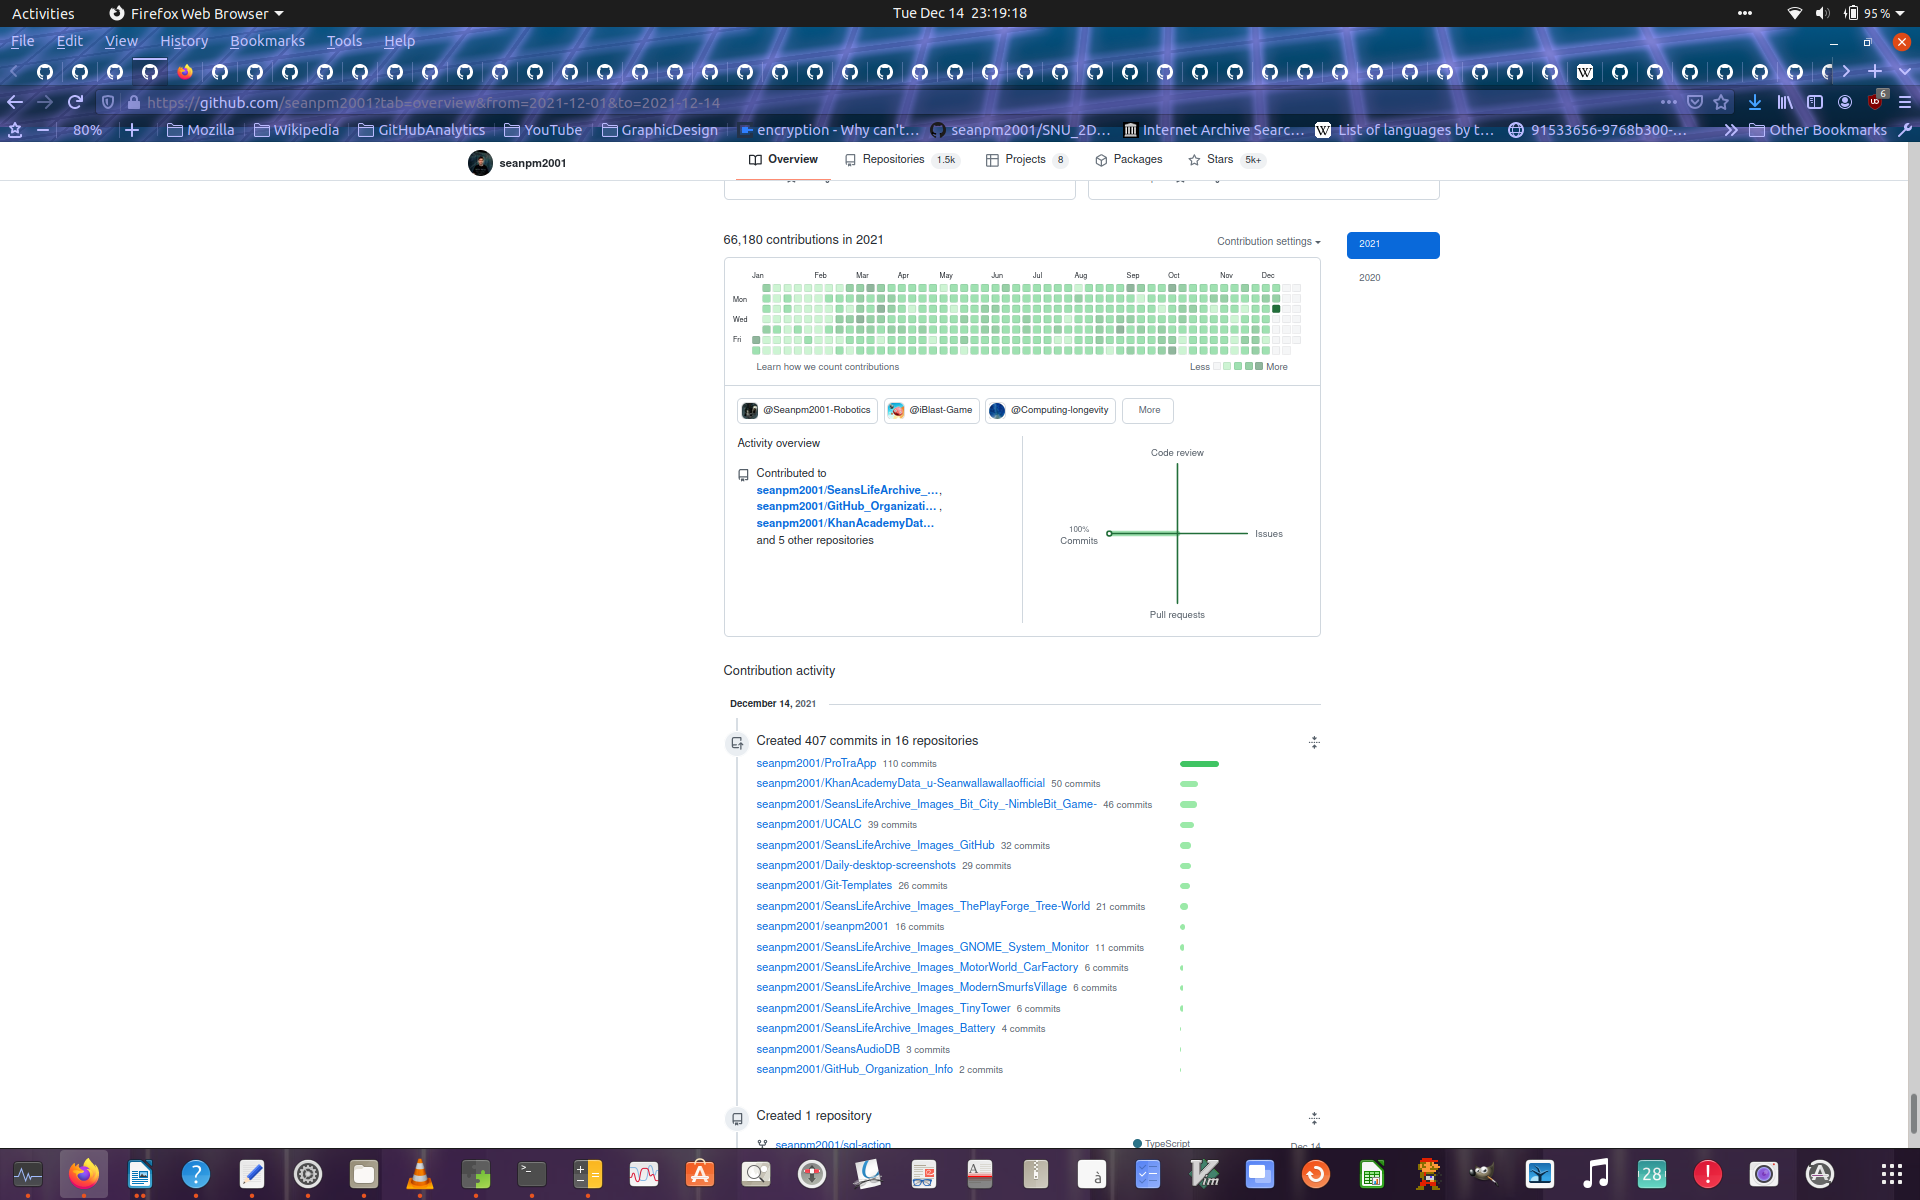 Activities
Firefox Web Browser
Tue Dec 14 23:19:18
95 %
File Edit View History Bookmarks Tools Help
https://github.com/seanpm2001?tab=overview&from=2021-12-01&to=2021-12-14
6
80%
Mozilla
Wikipedia
GitHubAnalytics
YouTube
GraphicDesign
encryption - Why can't…
seanpm2001/SNU_2D…
Internet Archive Searc…
List of languages by t…
91533656-9768b300-…
Other Bookmarks
seanpm2001
Overview
Repositories 1.5k
Projects 8
Packages
Stars 5k+
66,180 contributions in 2021
Contribution settings
2021
2020
Jan Feb Mar Apr May Jun Jul Aug Sep Oct Nov Dec
Mon
Wed
Fri
Learn how we count contributions
Less
More
@Seanpm2001-Robotics
@iBlast-Game
@Computing-longevity
More
Activity overview
Contributed to
seanpm2001/SeansLifeArchive_…,
seanpm2001/GitHub_Organizati… ,
seanpm2001/KhanAcademyDat…
and 5 other repositories
Code review
100%
Commits
Issues
Pull requests
Contribution activity
December 14, 2021
Created 407 commits in 16 repositories
seanpm2001/ProTraApp 110 commits
seanpm2001/KhanAcademyData_u-Seanwallawallaofficial 50 commits
seanpm2001/SeansLifeArchive_Images_Bit_City_-NimbleBit_Game- 46 commits
seanpm2001/UCALC 39 commits
seanpm2001/SeansLifeArchive_Images_GitHub 32 commits
seanpm2001/Daily-desktop-screenshots 29 commits
seanpm2001/Git-Templates 26 commits
seanpm2001/SeansLifeArchive_Images_ThePlayForge_Tree-World 21 commits
seanpm2001/seanpm2001 16 commits
seanpm2001/SeansLifeArchive_Images_GNOME_System_Monitor 11 commits
seanpm2001/SeansLifeArchive_Images_MotorWorld_CarFactory 6 commits
seanpm2001/SeansLifeArchive_Images_ModernSmurfsVillage 6 commits
seanpm2001/SeansLifeArchive_Images_TinyTower 6 commits
seanpm2001/SeansLifeArchive_Images_Battery 4 commits
seanpm2001/SeansAudioDB 3 commits
seanpm2001/GitHub_Organization_Info 2 commits
Created 1 repository
seanpm2001/sql-action
TypeScript
Dec 14
28